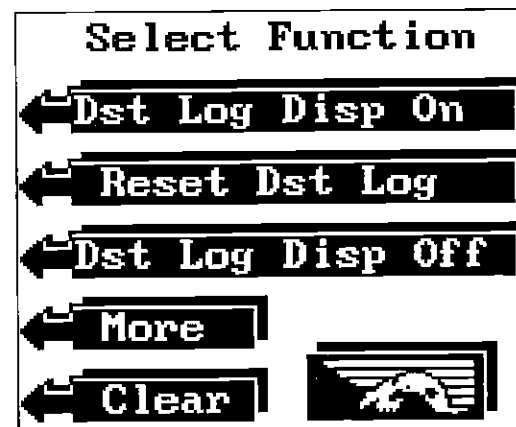 Select Function
Dst Log Disp On
Reset Dst Log
Dst Log Disp Off
More
Clear